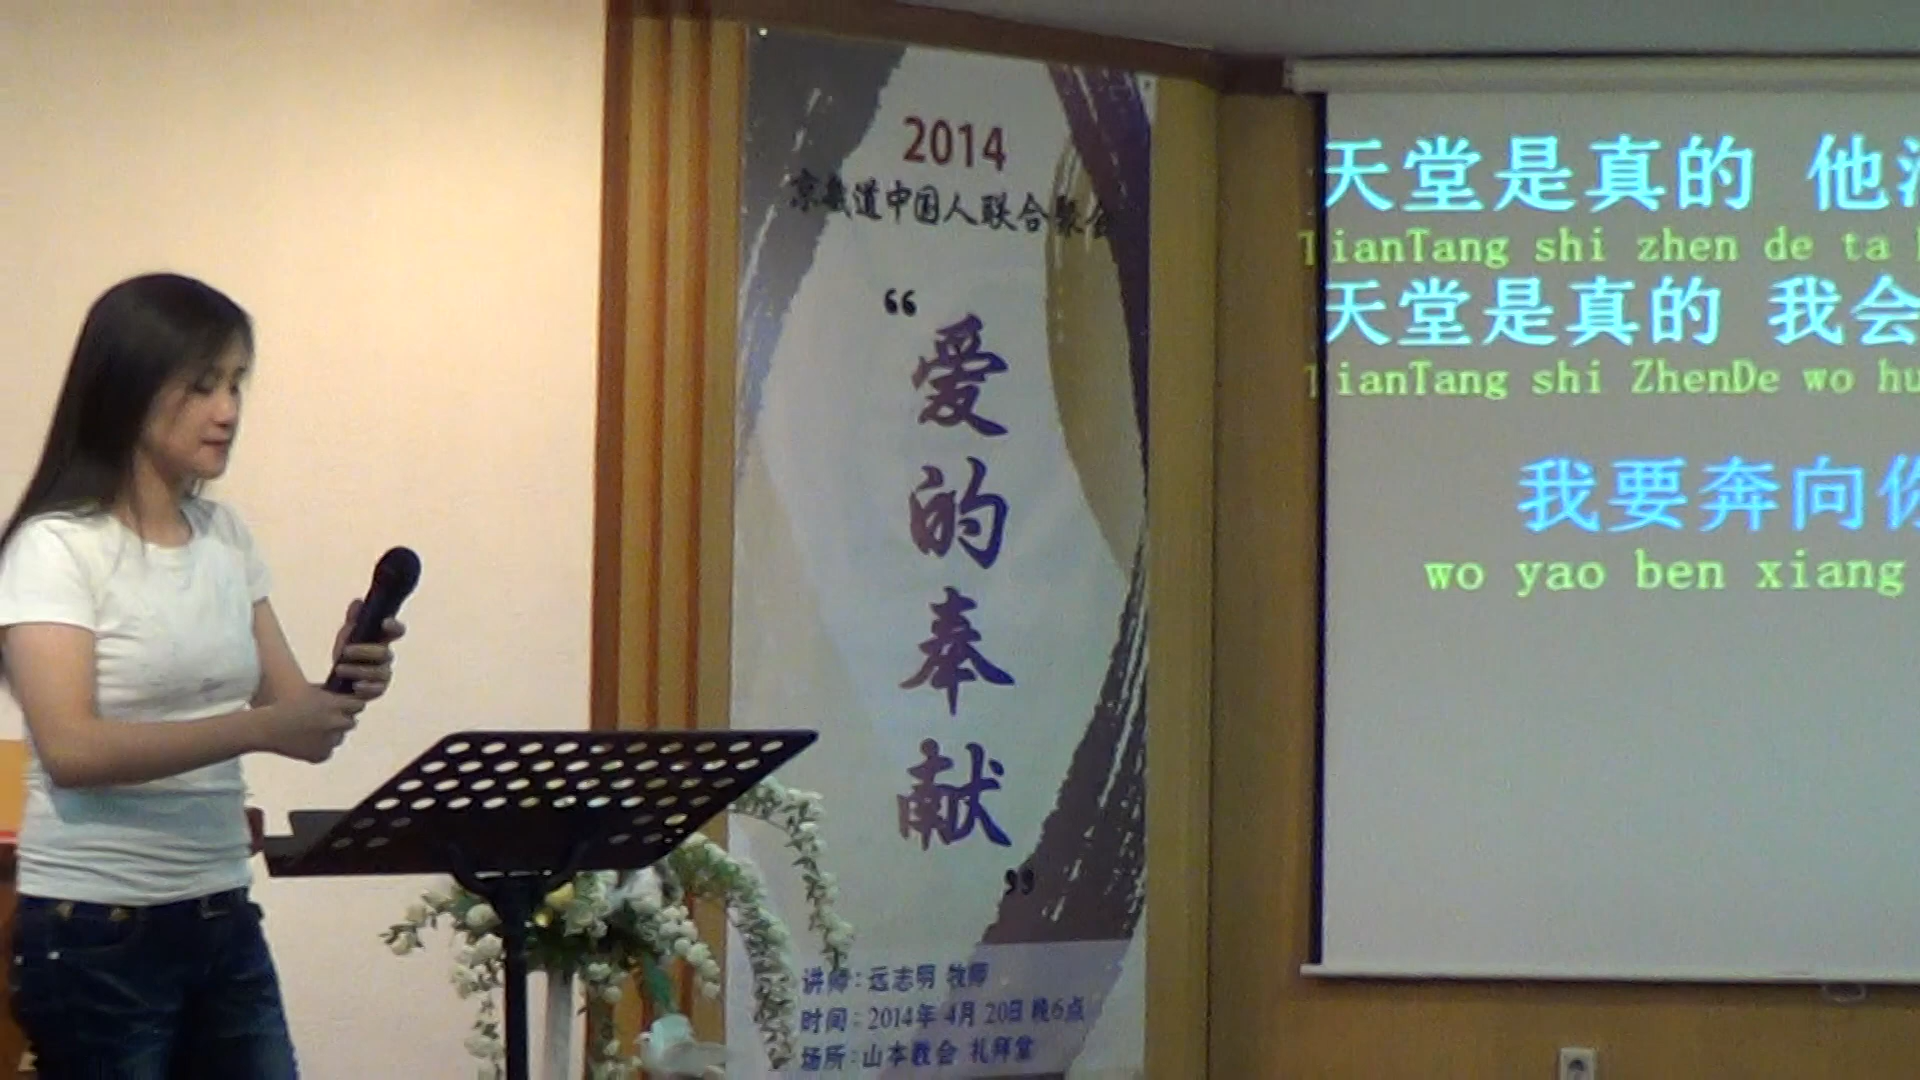 2014
京畿道中国人联合聚会
“爱的奉献”
讲师：远志明 牧师
时间：2014年 4月 20日 晚6点
场所：山本教会 礼拜堂
天堂是真的 他
TianTang shi zhen de ta
天堂是真的 我会
TianTang shi ZhenDe wo hu
我要奔向你
wo yao ben xiang